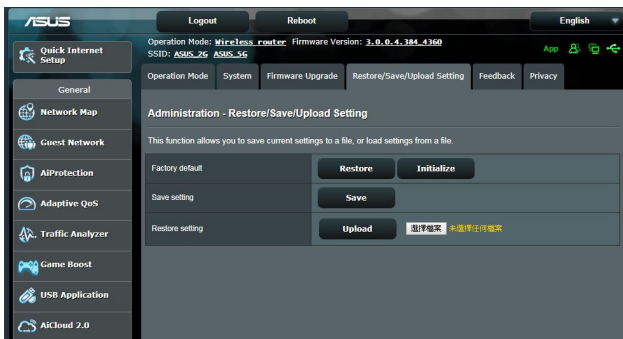 ASUS
Logout
Reboot
English
Quick Internet Setup
Operation Mode: Wireless router Firmware Version: 3.0.0.4.384_4360
SSID: ASUS_2G ASUS_5G
App
Operation Mode
System
Firmware Upgrade
Restore/Save/Upload Setting
Feedback
Privacy
General
Network Map
Guest Network
AiProtection
Adaptive QoS
Traffic Analyzer
Game Boost
USB Application
AiCloud 2.0
Administration - Restore/Save/Upload Setting
This function allows you to save current settings to a file, or load settings from a file.
Factory default
Restore
Initialize
Save setting
Save
Restore setting
Upload
選擇檔案 未選擇任何檔案